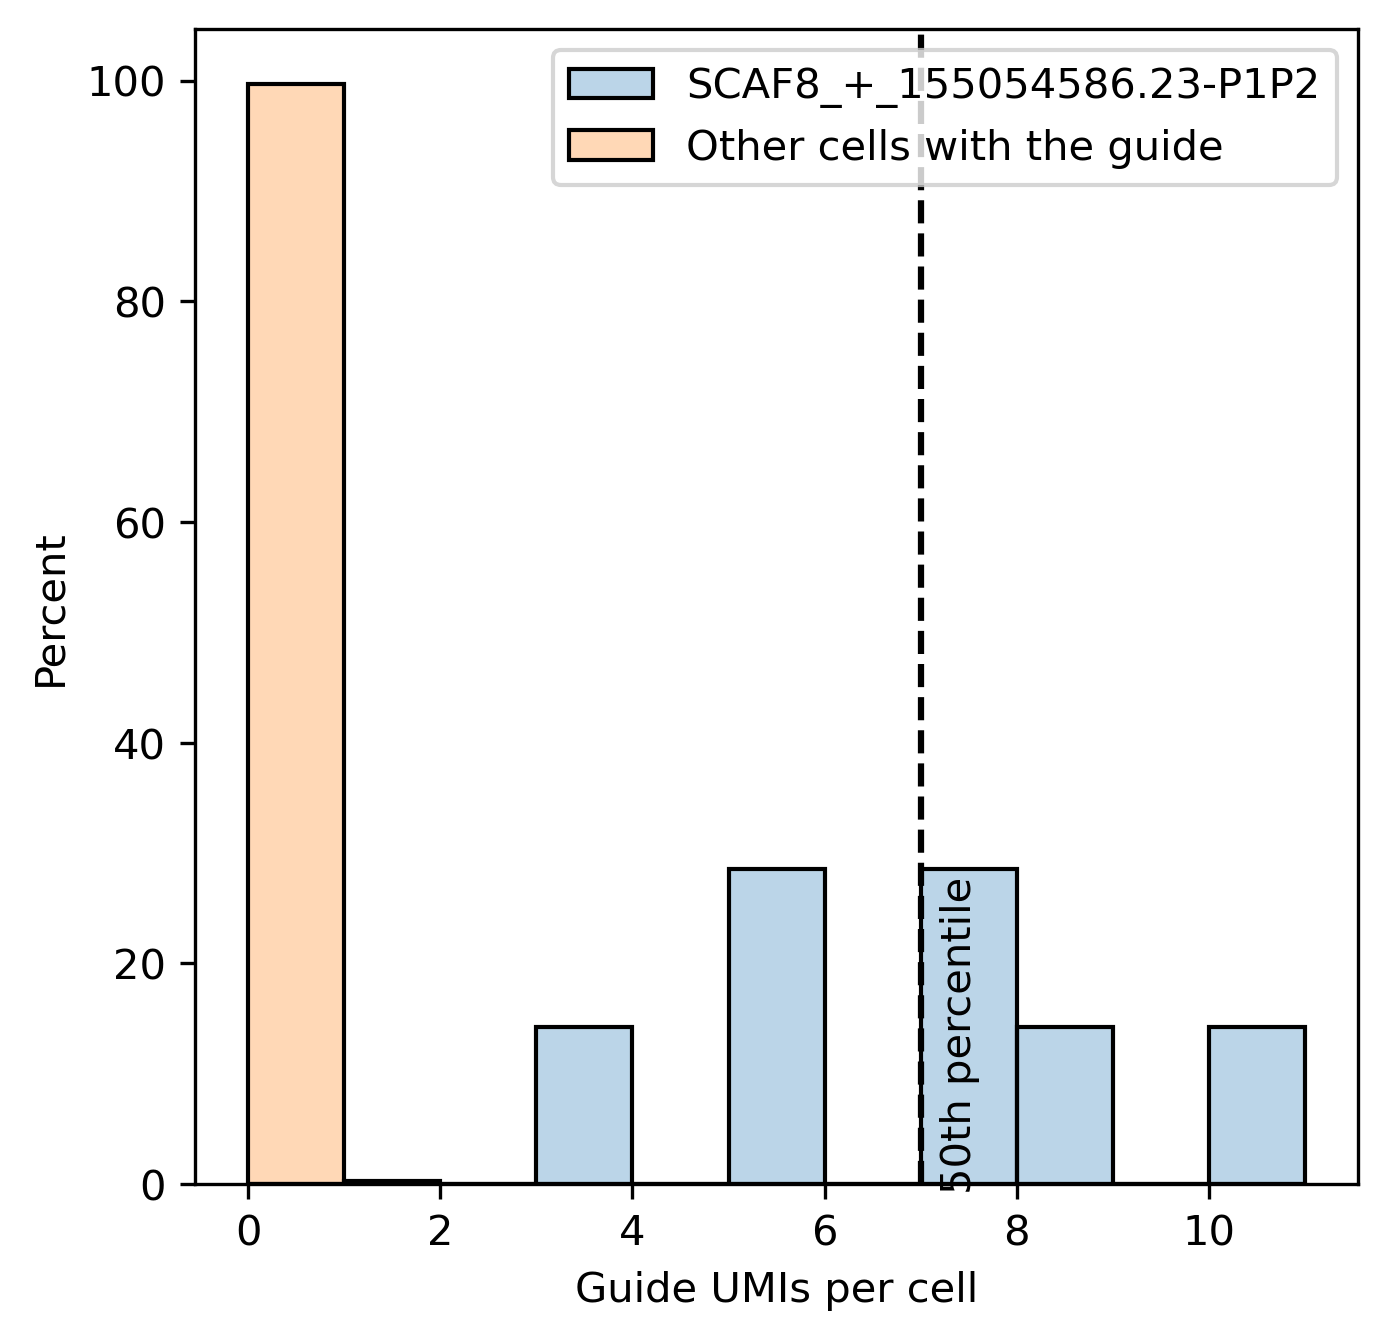 SCAF8_+_155054586.23-P1P2
Other cells with the guide
100
80
60
40
20
0
Percent
50th percentile
0 2 4 6 8 10
Guide UMIs per cell